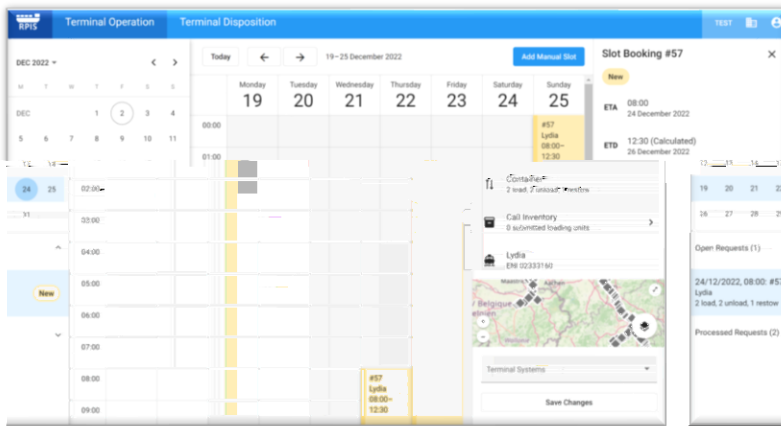 RPIS
Terminal Operation
Terminal Disposition
TEST
DEC 2022
Today
19–25 December 2022
Add Manual Slot
Slot Booking #57
New
M T W T F S S
Monday Tuesday Wednesday Thursday Friday Saturday Sunday
19 20 21 22 23 24 25
ETA 08:00
24 December 2022
DEC 1 2 3 4
5 6 7 8 9 10 11
00:00
#57
Lydia
08:00–
12:30
ETD 12:30 (Calculated)
26 December 2022
01:00
24 25
02:00
Container
2 load, 2 unload, 1 restow
19 20 21
03:00
Call Inventory
0 submitted loading units
26 27 28
04:00
Lydia
ENI 02333160
Open Requests (1)
New
05:00
24/12/2022, 08:00: #57
Lydia
2 load, 2 unload, 1 restow
06:00
Belgique
Processed Requests (2)
07:00
08:00
#57
Lydia
08:00–
12:30
Terminal Systems
09:00
Save Changes